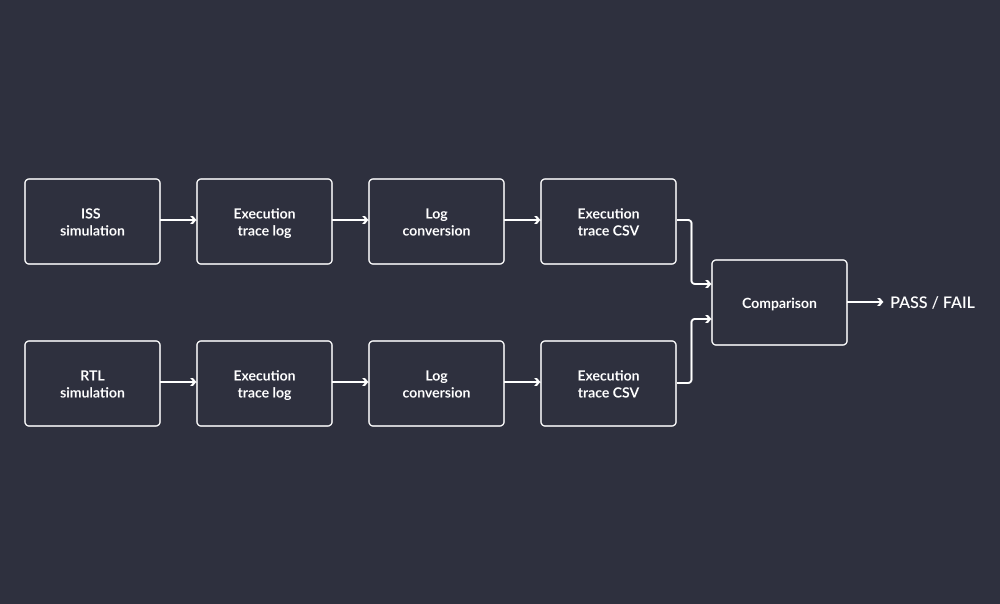 ISS
simulation
Execution
trace log
Log
conversion
Execution
trace CSV
Comparison
PASS / FAIL
RTL
simulation
Execution
trace log
Log
conversion
Execution
trace CSV